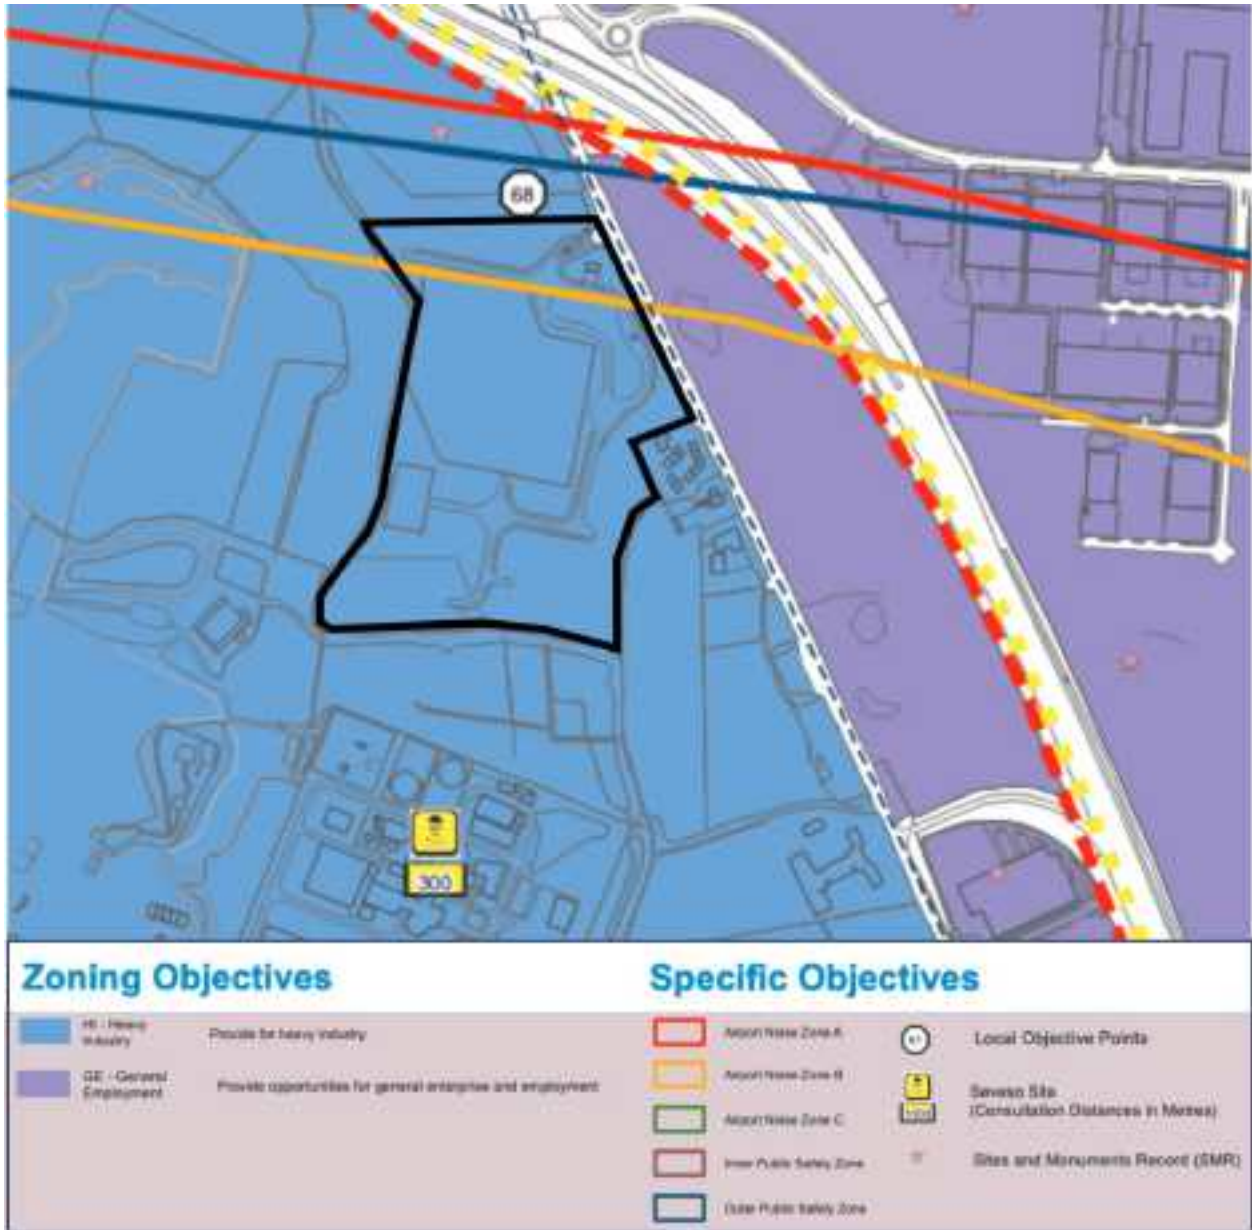 68
300
Zoning Objectives
Specific Objectives
HI - Heavy
Industry
Provide for heavy industry
GE - General
Employment
Provide opportunities for general enterprise and employment
Airport Noise Zone A
Airport Noise Zone B
Airport Noise Zone C
Inner Public Safety Zone
Outer Public Safety Zone
Local Objective Points
Seveso Site
(Consultation Distances in Metres)
Sites and Monuments Record (SMR)